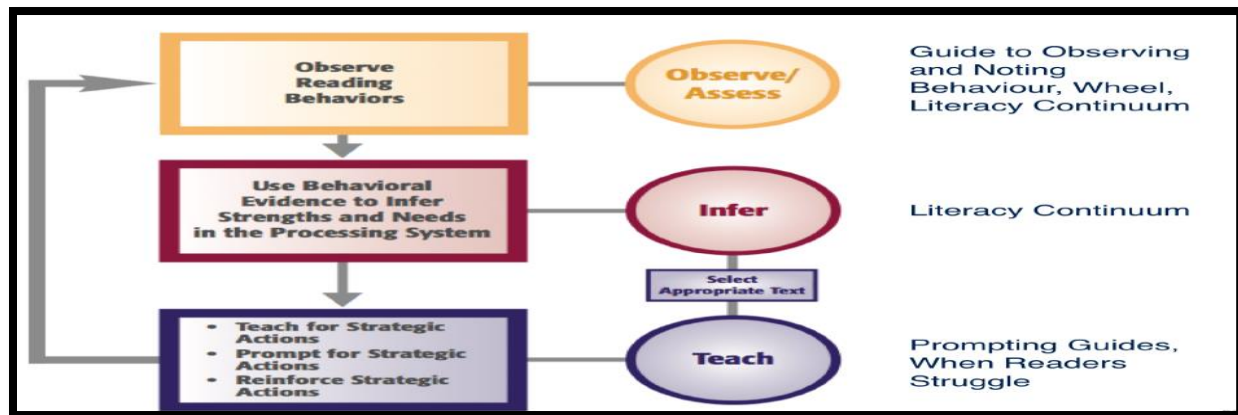 Observe
Reading
Behaviors
Observe/
Assess
Guide to Observing
and Noting
Behaviour, Wheel,
Literacy Continuum
Use Behavioral
Evidence to Infer
Strengths and Needs
in the Processing System
Infer
Literacy Continuum
Select
Appropriate Text
• Teach for Strategic
Actions
• Prompt for Strategic
Actions
• Reinforce Strategic
Actions
Teach
Prompting Guides,
When Readers
Struggle